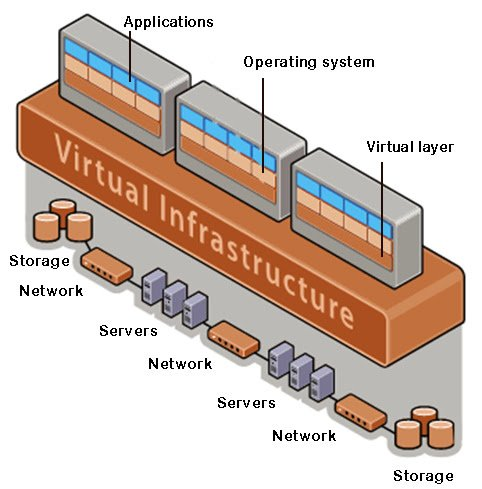 Applications
Operating system
Virtual layer
Virtual Infrastructure
Storage
Network
Servers
Network
Servers
Network
Storage